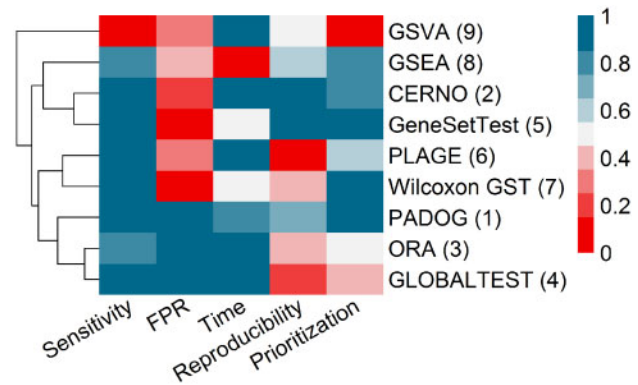 GSVA (9)
GSEA (8)
CERNO (2)
GeneSetTest (5)
PLAGE (6)
Wilcoxon GST (7)
PADOG (1)
ORA (3)
GLOBALTEST (4)
1
0.8
0.6
0.4
0.2
0
Sensitivity
FPR
Time
Reproducibility
Prioritization